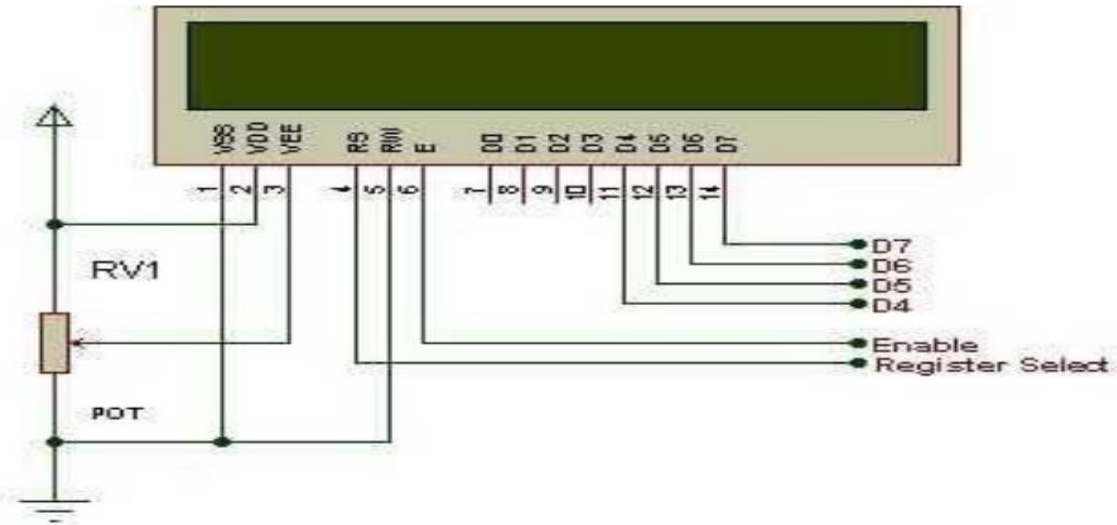 VSS VDD VEE RS RW E D0 D1 D2 D3 D4 D5 D6 D7
1 2 3 4 5 6 7 8 9 10 11 12 13 14
D7
D6
D5
D4
RV1
Enable
Register Select
POT